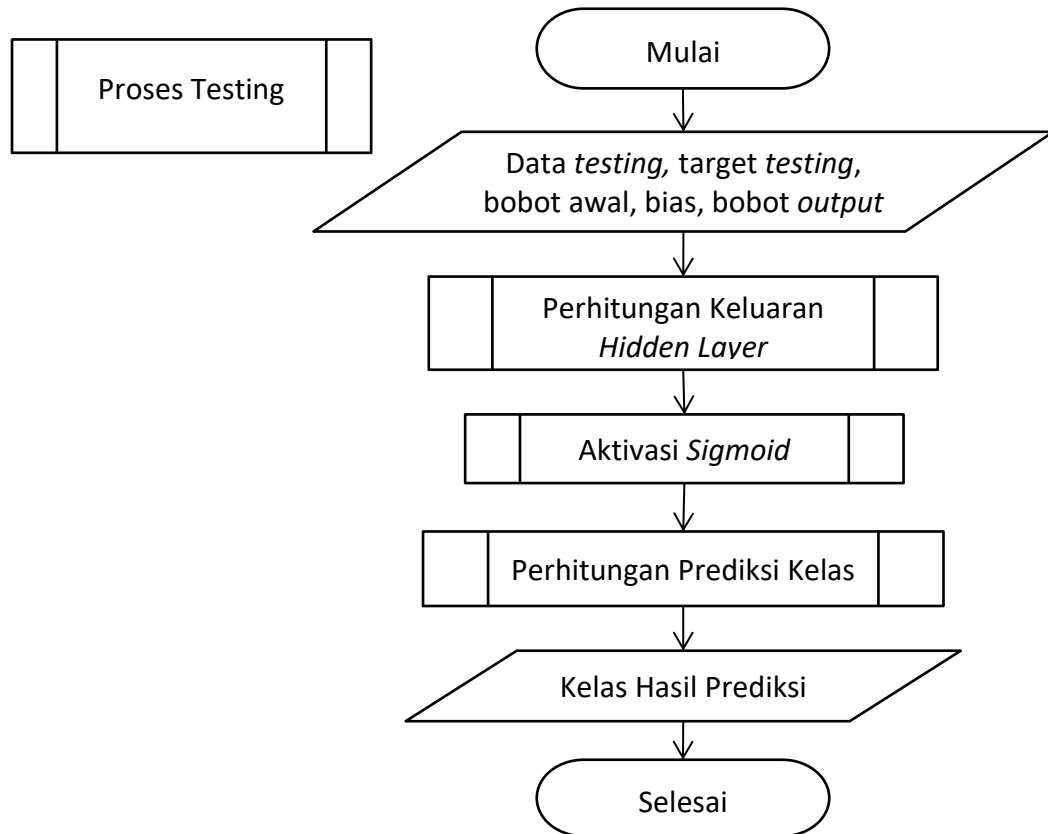 Proses Testing
Mulai
Data testing, target testing,
bobot awal, bias, bobot output
Perhitungan Keluaran
Hidden Layer
Aktivasi Sigmoid
Perhitungan Prediksi Kelas
Kelas Hasil Prediksi
Selesai